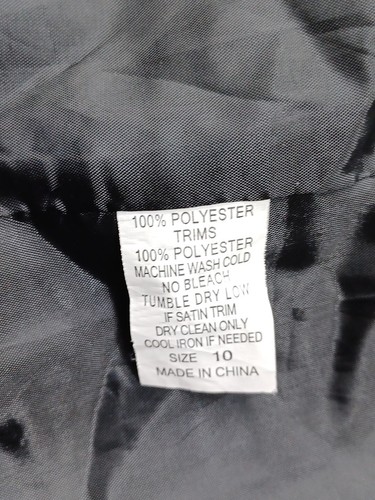 100% POLYESTER
TRIMS
100% POLYESTER
MACHINE WASH COLD
NO BLEACH
TUMBLE DRY LOW
IF SATIN TRIM
DRY CLEAN ONLY
COOL IRON IF NEEDED
SIZE 10
MADE IN CHINA